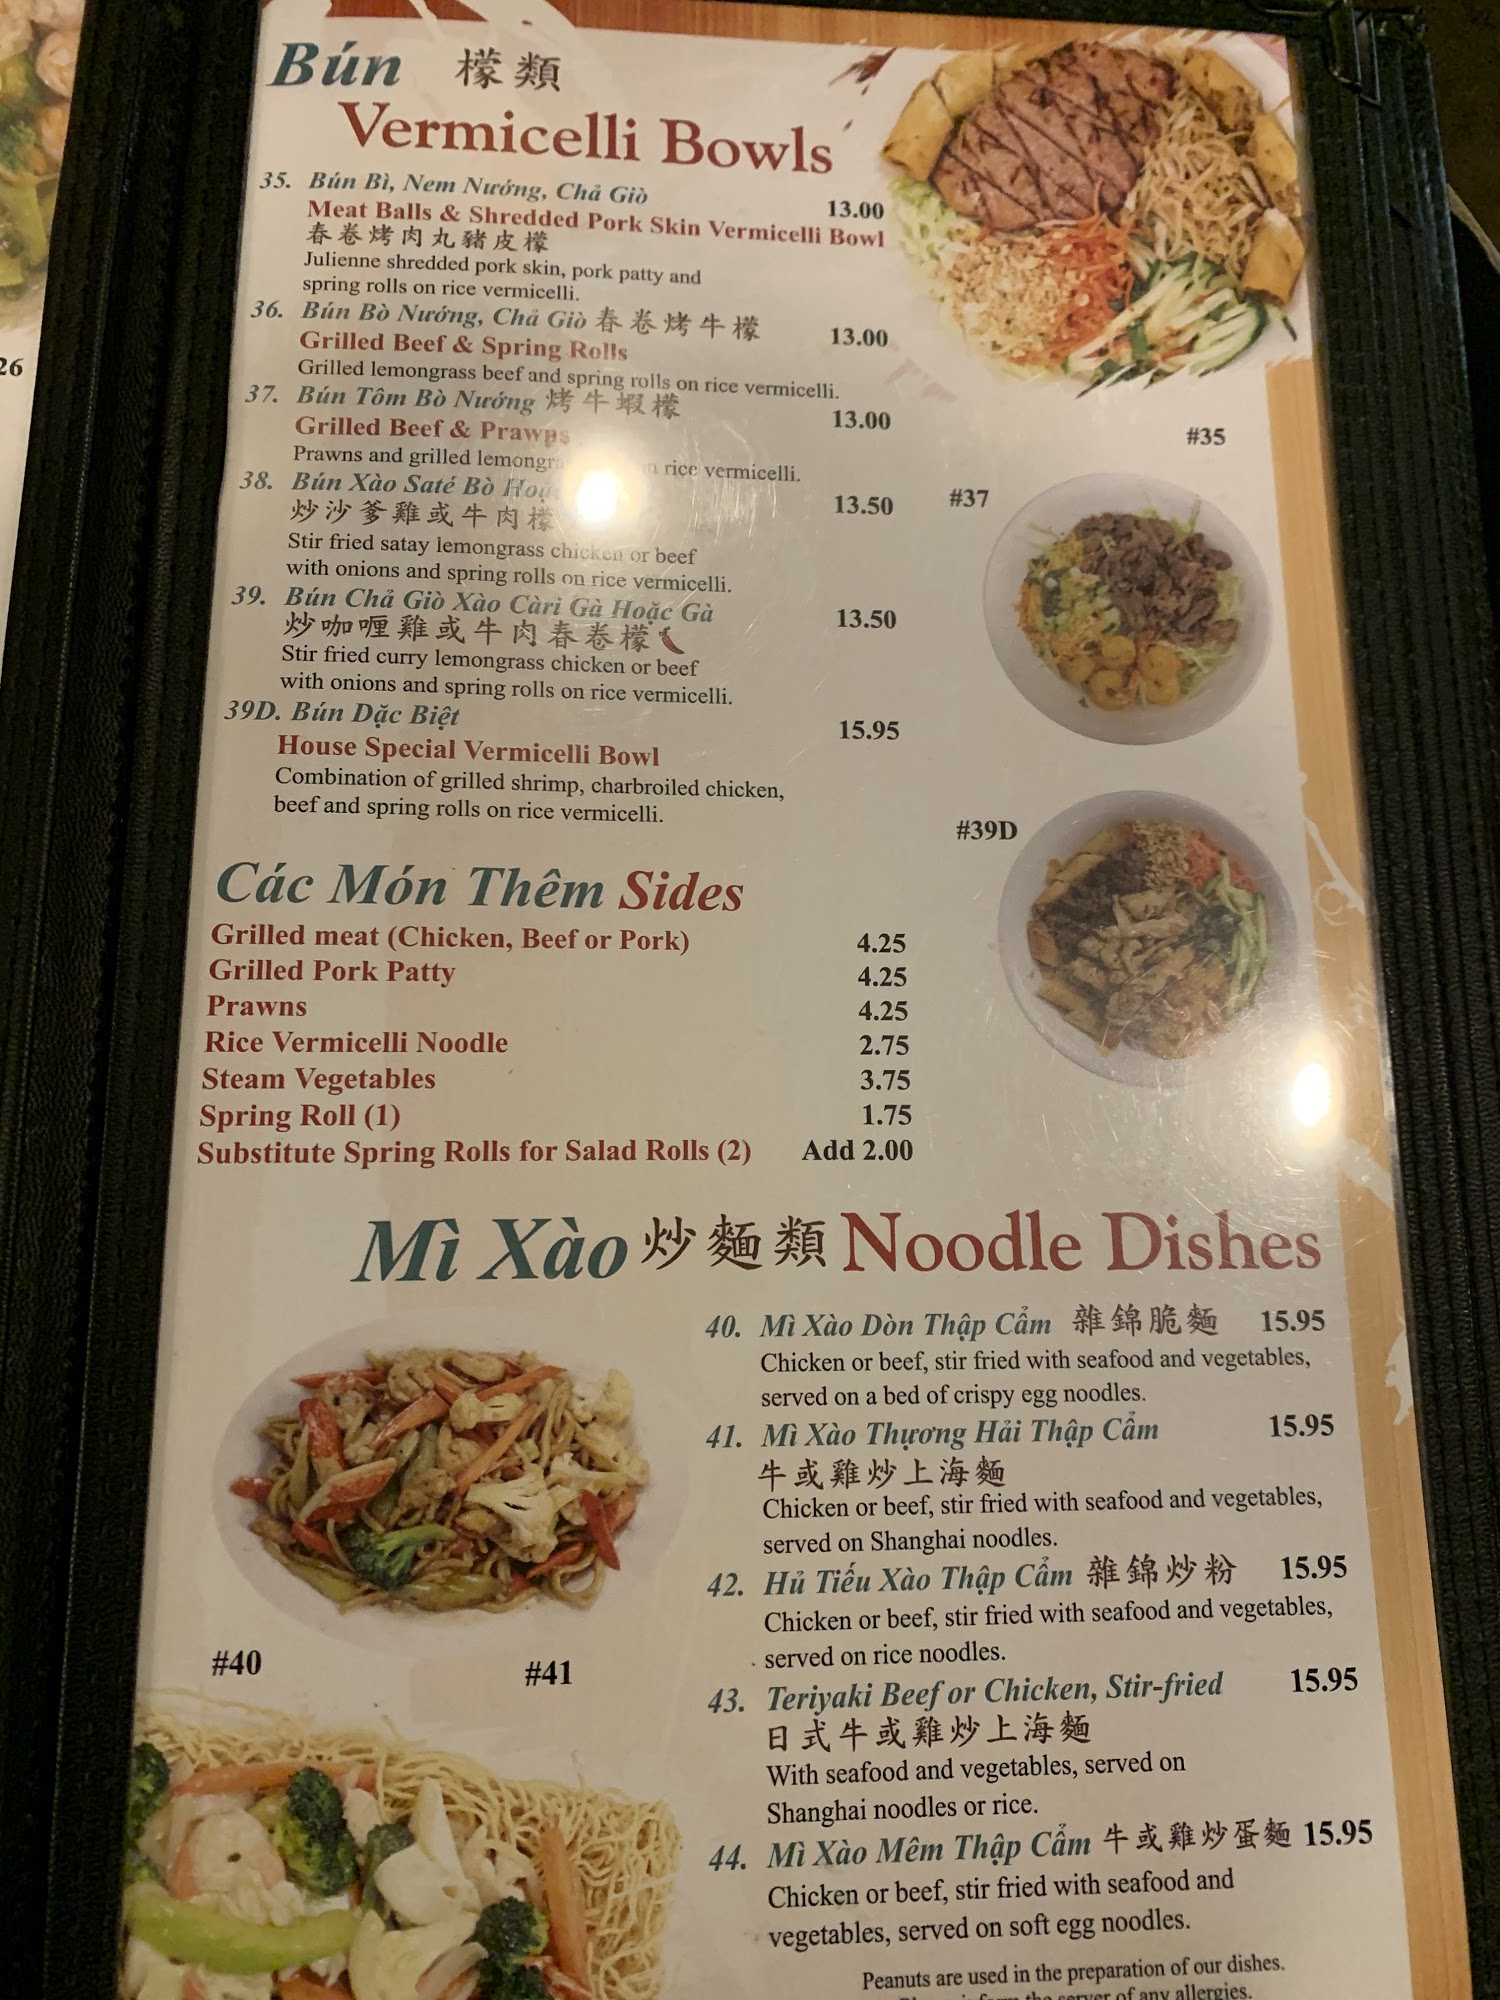 26
Bún 檬類
Vermicelli Bowls
35. Bún Bì, Nem Nướng, Chả Giò 13.00
Meat Balls & Shredded Pork Skin Vermicelli Bowl
春卷烤肉丸豬皮檬
Julienne shredded pork skin, pork patty and
spring rolls on rice vermicelli.
36. Bún Bò Nướng, Chả Giò 春卷烤牛檬 13.00
Grilled Beef & Spring Rolls
Grilled lemongrass beef and spring rolls on rice vermicelli.
37. Bún Tôm Bò Nướng 烤牛蝦檬 13.00
Grilled Beef & Prawns
Prawns and grilled rice vermicelli.
38. Bún Xào Saté Bò 13.50
炒沙爹雞或牛肉檬
Stir fried satay lemongrass chicken or beef
with onions and spring rolls on rice vermicelli.
39. Bún Chả Giò Xào Càri Gà Hoặc Gà 13.50
炒咖喱雞或牛肉春卷檬
Stir fried curry lemongrass chicken or beef
with onions and spring rolls on rice vermicelli.
39D. Bún Dặc Biệt 15.95
House Special Vermicelli Bowl
Combination of grilled shrimp, charbroiled chicken,
beef and spring rolls on rice vermicelli.
#35
#37
#39D
Các Món Thêm Sides
Grilled meat (Chicken, Beef or Pork) 4.25
Grilled Pork Patty 4.25
Prawns 4.25
Rice Vermicelli Noodle 2.75
Steam Vegetables 3.75
Spring Roll (1) 1.75
Substitute Spring Rolls for Salad Rolls (2) Add 2.00
Mì Xào 炒麵類 Noodle Dishes
40. Mì Xào Dòn Thập Cẩm 雜錦脆麵 15.95
Chicken or beef, stir fried with seafood and vegetables,
served on a bed of crispy egg noodles.
41. Mì Xào Thượng Hải Thập Cẩm 15.95
牛或雞炒上海麵
Chicken or beef, stir fried with seafood and vegetables,
served on Shanghai noodles.
42. Hủ Tiếu Xào Thập Cẩm 雜錦炒粉 15.95
Chicken or beef, stir fried with seafood and vegetables,
served on rice noodles.
43. Teriyaki Beef or Chicken, Stir-fried 15.95
日式牛或雞炒上海麵
With seafood and vegetables, served on
Shanghai noodles or rice.
44. Mì Xào Mêm Thập Cẩm 牛或雞炒蛋麵 15.95
Chicken or beef, stir fried with seafood and
vegetables, served on soft egg noodles.
#40
#41
Peanuts are used in the preparation of our dishes.
the server of any allergies.